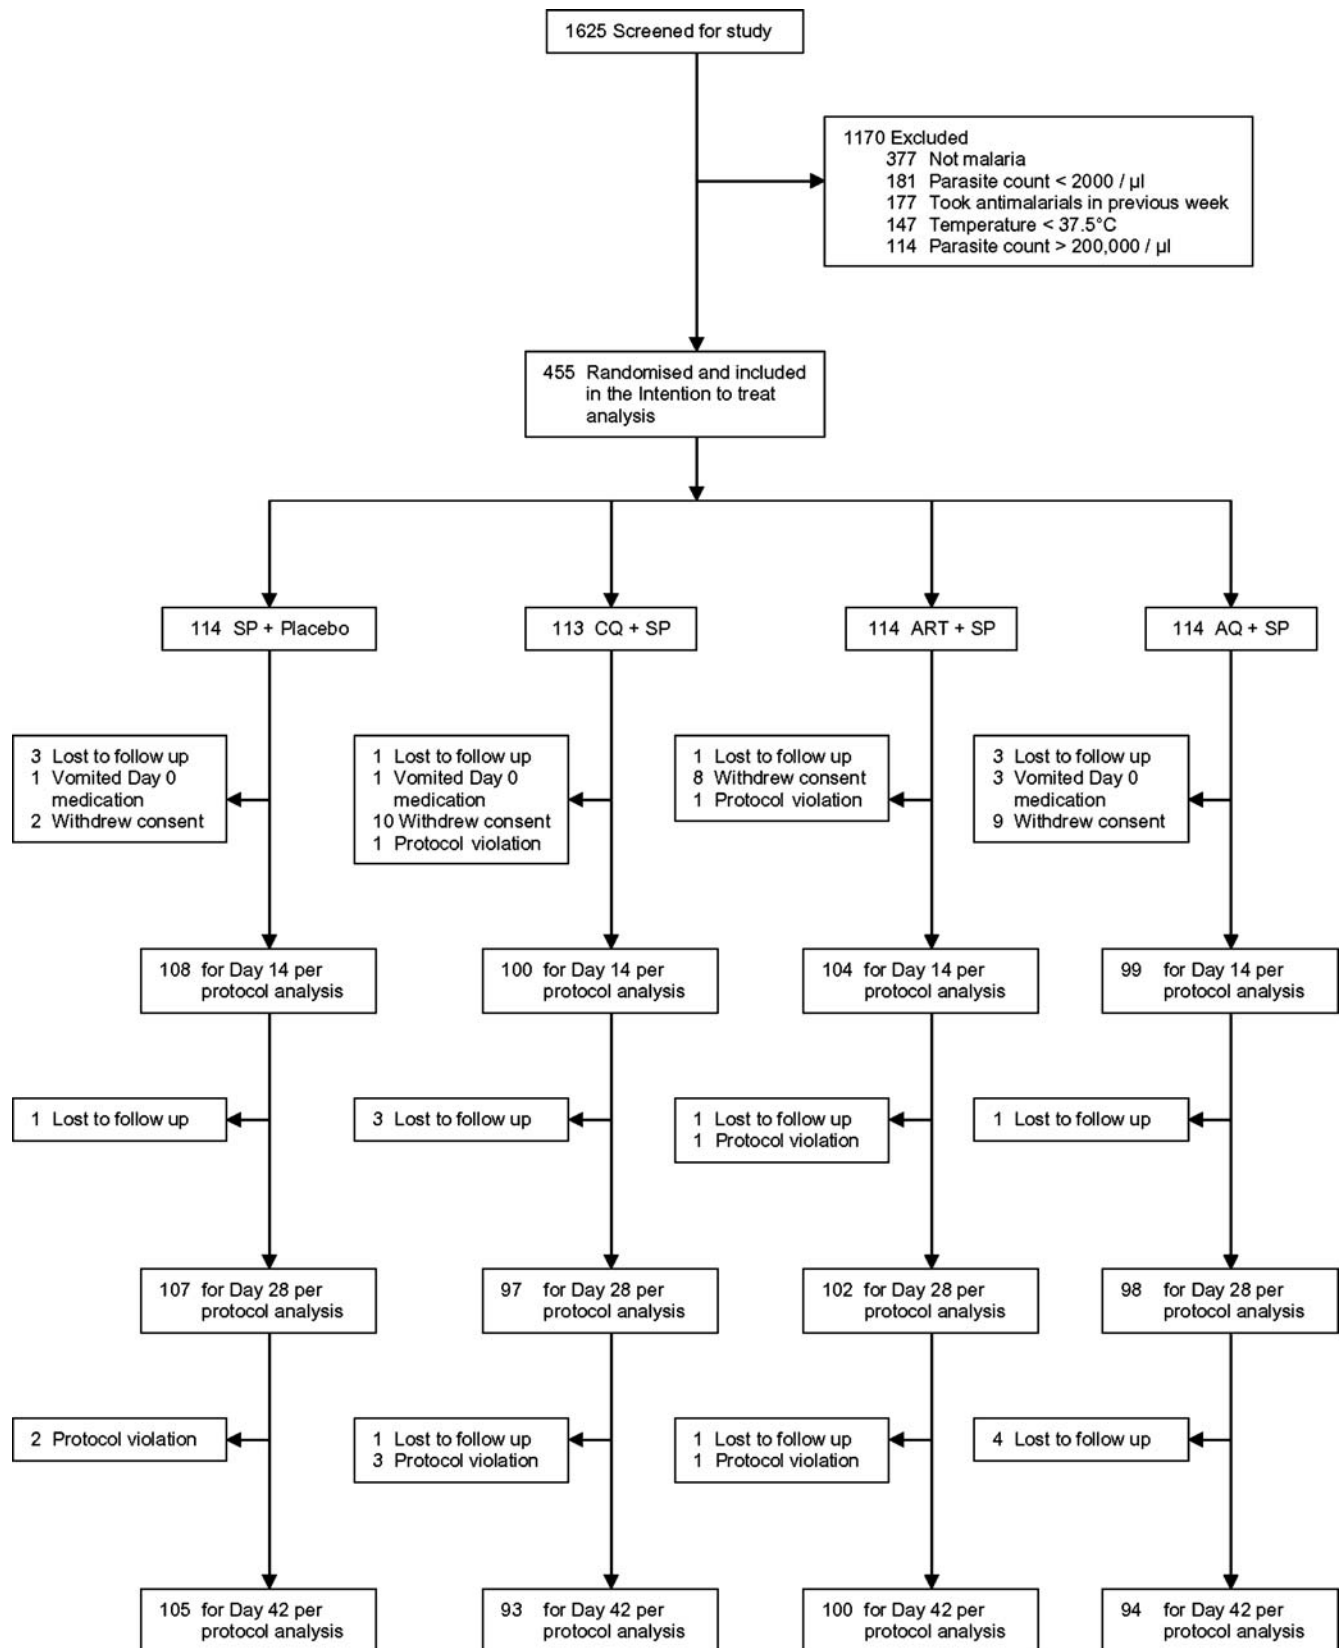 1625 Screened for study
1170 Excluded
377 Not malaria
181 Parasite count < 2000 / µl
177 Took antimalarials in previous week
147 Temperature < 37.5°C
114 Parasite count > 200,000 / µl
455 Randomised and included
in the Intention to treat
analysis
114 SP + Placebo
113 CQ + SP
114 ART + SP
114 AQ + SP
3 Lost to follow up
1 Vomited Day 0
medication
2 Withdrew consent
1 Lost to follow up
1 Vomited Day 0
medication
10 Withdrew consent
1 Protocol violation
1 Lost to follow up
8 Withdrew consent
1 Protocol violation
3 Lost to follow up
3 Vomited Day 0
medication
9 Withdrew consent
108 for Day 14 per
protocol analysis
100 for Day 14 per
protocol analysis
104 for Day 14 per
protocol analysis
99 for Day 14 per
protocol analysis
1 Lost to follow up
3 Lost to follow up
1 Lost to follow up
1 Protocol violation
1 Lost to follow up
107 for Day 28 per
protocol analysis
97 for Day 28 per
protocol analysis
102 for Day 28 per
protocol analysis
98 for Day 28 per
protocol analysis
2 Protocol violation
1 Lost to follow up
3 Protocol violation
1 Lost to follow up
1 Protocol violation
4 Lost to follow up
105 for Day 42 per
protocol analysis
93 for Day 42 per
protocol analysis
100 for Day 42 per
protocol analysis
94 for Day 42 per
protocol analysis